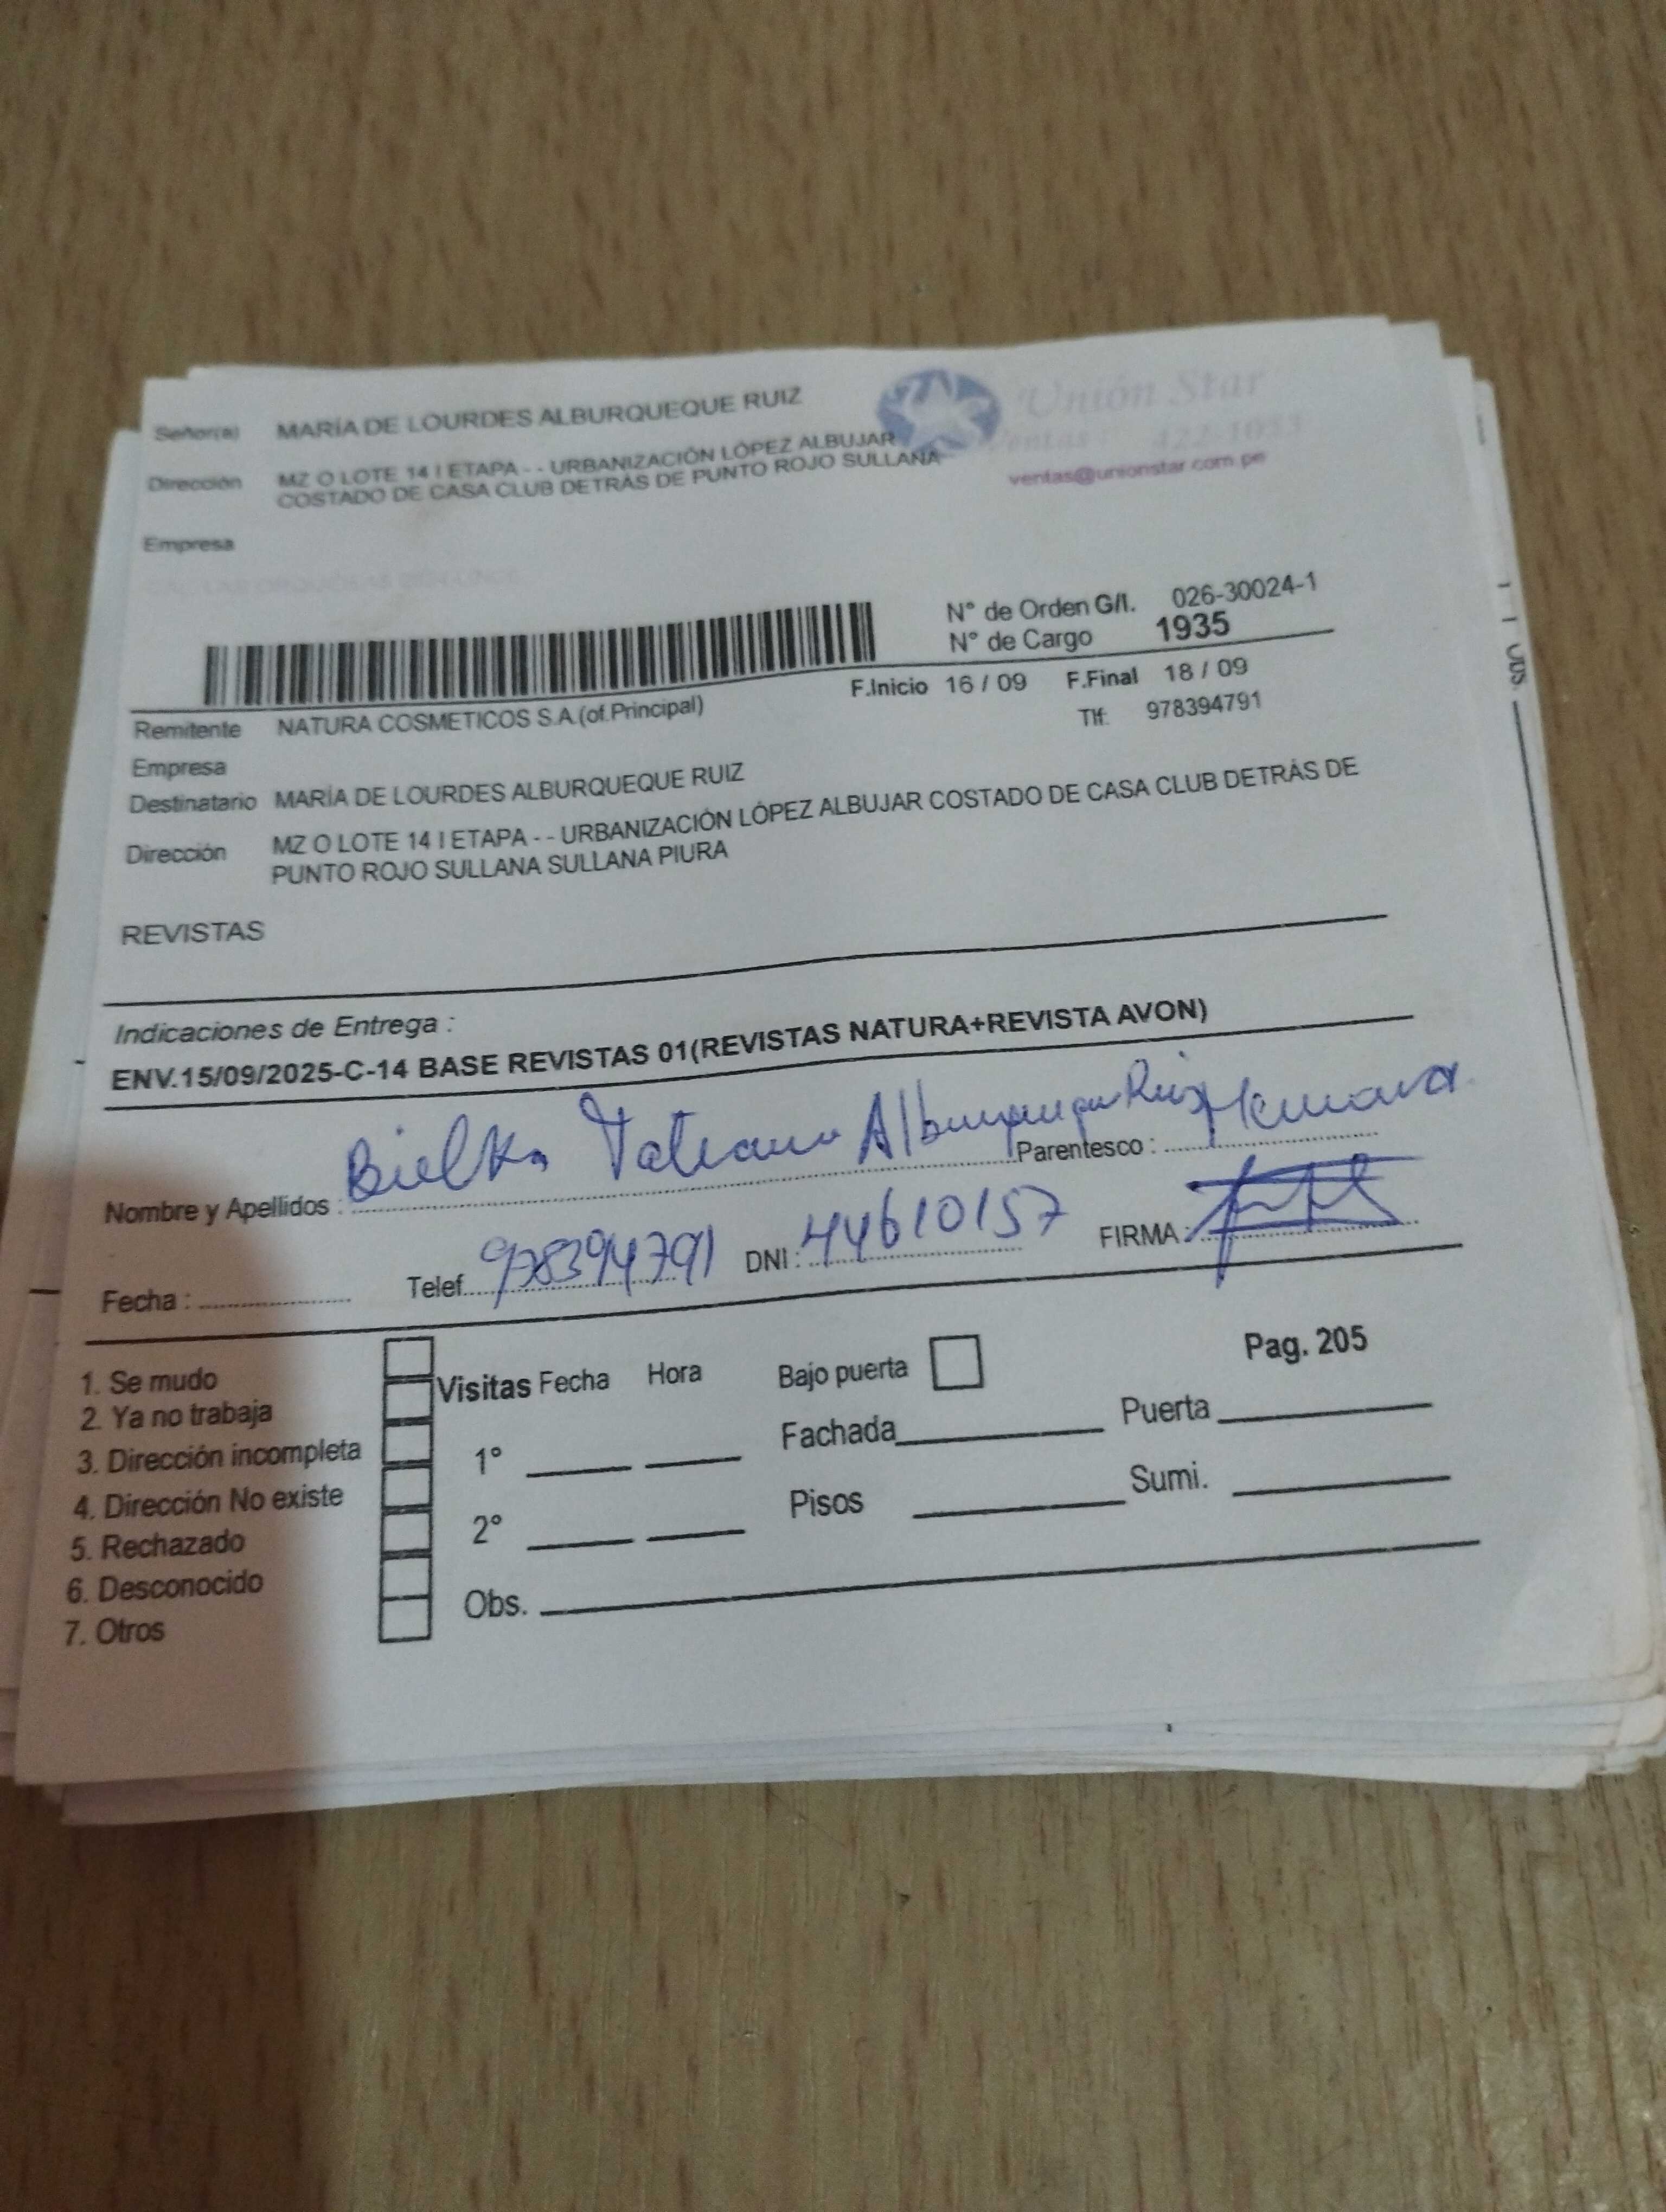 Señor(a) MARÍA DE LOURDES ALBURQUEQUE RUIZ
Unión Star
Dirección MZ O LOTE 14 I ETAPA - - URBANIZACIÓN LÓPEZ ALBUJAR
COSTADO DE CASA CLUB DETRÁS DE PUNTO ROJO SULLANA
ventas@unionstar.com.pe
Empresa
N° de Orden G/I. 026-30024-1
N° de Cargo 1935
F.Inicio 16 / 09 F.Final 18 / 09
Remitente NATURA COSMETICOS S.A.(of.Principal)
Tlf: 978394791
Empresa
Destinatario MARÍA DE LOURDES ALBURQUEQUE RUIZ
Dirección MZ O LOTE 14 I ETAPA - - URBANIZACIÓN LÓPEZ ALBUJAR COSTADO DE CASA CLUB DETRÁS DE
PUNTO ROJO SULLANA SULLANA PIURA
REVISTAS
Indicaciones de Entrega :
ENV.15/09/2025-C-14 BASE REVISTAS 01(REVISTAS NATURA+REVISTA AVON)
Nombre y Apellidos : Bielka Tatiana Alburqueque Ruiz Parentesco : Hermana
Fecha : Telef. 978394791 DNI : 44610157 FIRMA :
Pag. 205
1. Se mudo
2. Ya no trabaja
3. Dirección incompleta
4. Dirección No existe
5. Rechazado
6. Desconocido
7. Otros
Visitas Fecha Hora Bajo puerta
1° Fachada Puerta
2° Pisos Sumi.
Obs.